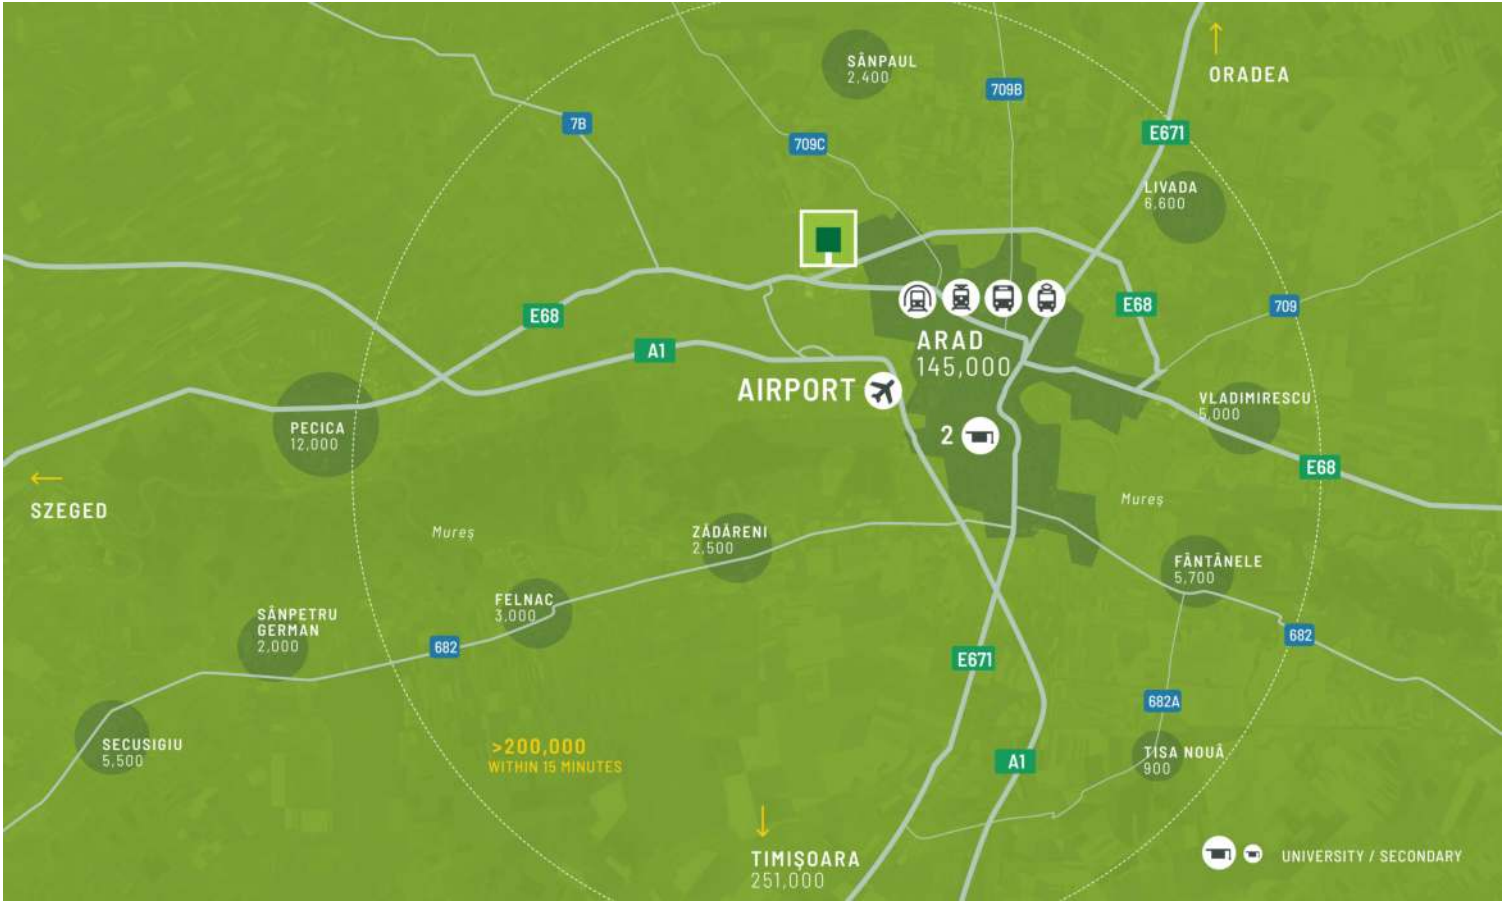 ORADEA
SÂNPAUL
2,400
709B
7B
E671
709C
LIVADA
6,600
E68
E68
709
ARAD
145,000
A1
AIRPORT
VLADIMIRESCU
5,000
PECICA
12,000
2
E68
SZEGED
Mureș
Mureș
ZĂDĂRENI
2,500
FÂNTÂNELE
5,700
FELNAC
3,000
SÂNPETRU
GERMAN
2,000
682
682
E671
682A
SECUSIGIU
5,500
>200,000
WITHIN 15 MINUTES
TISA NOUĂ
900
A1
TIMIȘOARA
251,000
UNIVERSITY / SECONDARY